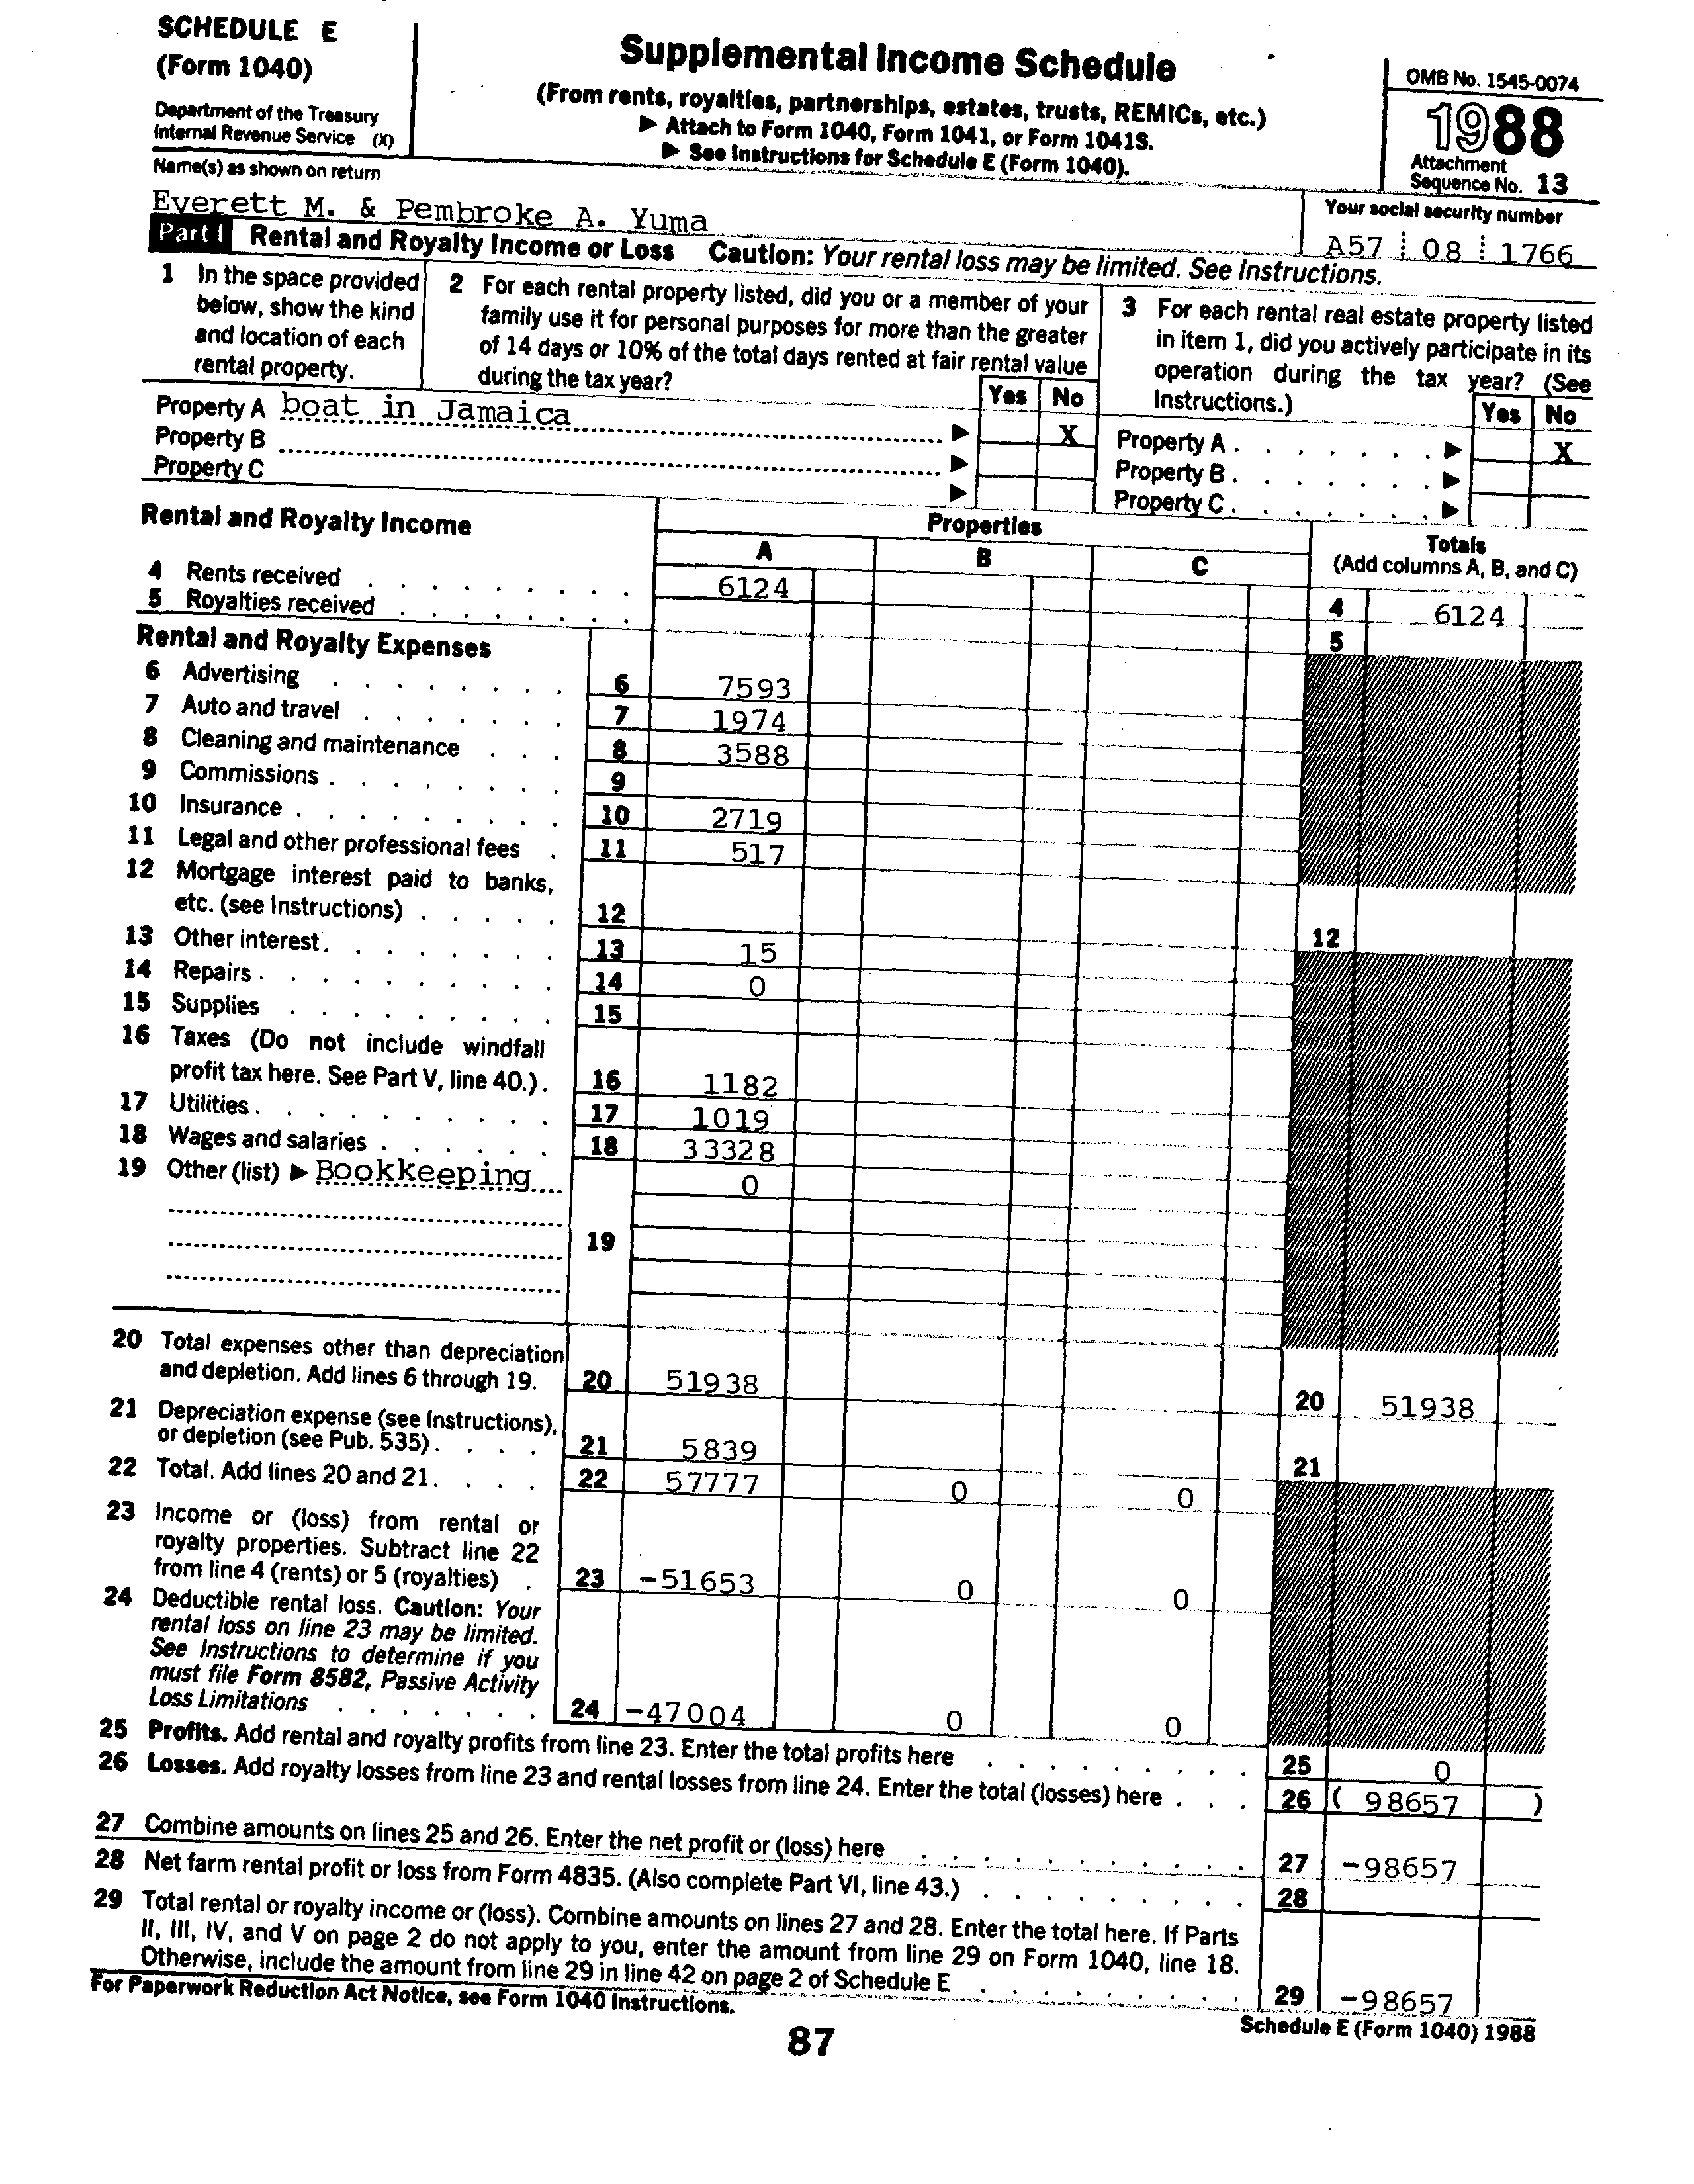 SCHEDULE E
(Form 1040)
Department of the Treasury
Internal Revenue Service (X)
Supplemental Income Schedule
(From rents, royalties, partnerships, estates, trusts, REMICs, etc.)
▶ Attach to Form 1040, Form 1041, or Form 1041S.
▶ See Instructions for Schedule E (Form 1040).
OMB No. 1545-0074
1988
Attachment
Sequence No. 13
Name(s) as shown on return
Everett M. & Pembroke A. Yuma
Your social security number
A57 08 1766
Part I Rental and Royalty Income or Loss Caution: Your rental loss may be limited. See Instructions.
1 In the space provided
below, show the kind
and location of each
rental property.
2 For each rental property listed, did you or a member of your
family use it for personal purposes for more than the greater
of 14 days or 10% of the total days rented at fair rental value
during the tax year?
Yes No
3 For each rental real estate property listed
in item 1, did you actively participate in its
operation during the tax year? (See
Instructions.)
Yes No
Property A boat in Jamaica ▶ X
Property B ▶
Property C ▶
Property A . ▶ X
Property B . ▶
Property C . ▶
Rental and Royalty Income
Properties
A B C
Totals
(Add columns A, B, and C)
4 Rents received 6124 4 6124
5 Royalties received 5
Rental and Royalty Expenses
6 Advertising 6 7593
7 Auto and travel 7 1974
8 Cleaning and maintenance 8 3588
9 Commissions 9
10 Insurance 10 2719
11 Legal and other professional fees 11 517
12 Mortgage interest paid to banks,
etc. (see Instructions) 12 12
13 Other interest 13 15
14 Repairs 14 0
15 Supplies 15
16 Taxes (Do not include windfall
profit tax here. See Part V, line 40.) 16 1182
17 Utilities 17 1019
18 Wages and salaries 18 33328
19 Other (list) ▶ Bookkeeping 0
19
20 Total expenses other than depreciation
and depletion. Add lines 6 through 19. 20 51938 20 51938
21 Depreciation expense (see Instructions),
or depletion (see Pub. 535) 21 5839 21
22 Total. Add lines 20 and 21 22 57777 0 0
23 Income or (loss) from rental or
royalty properties. Subtract line 22
from line 4 (rents) or 5 (royalties) 23 -51653 0 0
24 Deductible rental loss. Caution: Your
rental loss on line 23 may be limited.
See Instructions to determine if you
must file Form 8582, Passive Activity
Loss Limitations 24 -47004 0 0
25 Profits. Add rental and royalty profits from line 23. Enter the total profits here 25 0
26 Losses. Add royalty losses from line 23 and rental losses from line 24. Enter the total (losses) here 26 ( 98657 )
27 Combine amounts on lines 25 and 26. Enter the net profit or (loss) here 27 -98657
28 Net farm rental profit or loss from Form 4835. (Also complete Part VI, line 43.) 28
29 Total rental or royalty income or (loss). Combine amounts on lines 27 and 28. Enter the total here. If Parts
II, III, IV, and V on page 2 do not apply to you, enter the amount from line 29 on Form 1040, line 18.
Otherwise, include the amount from line 29 in line 42 on page 2 of Schedule E 29 -98657
For Paperwork Reduction Act Notice, see Form 1040 Instructions.
Schedule E (Form 1040) 1988
87